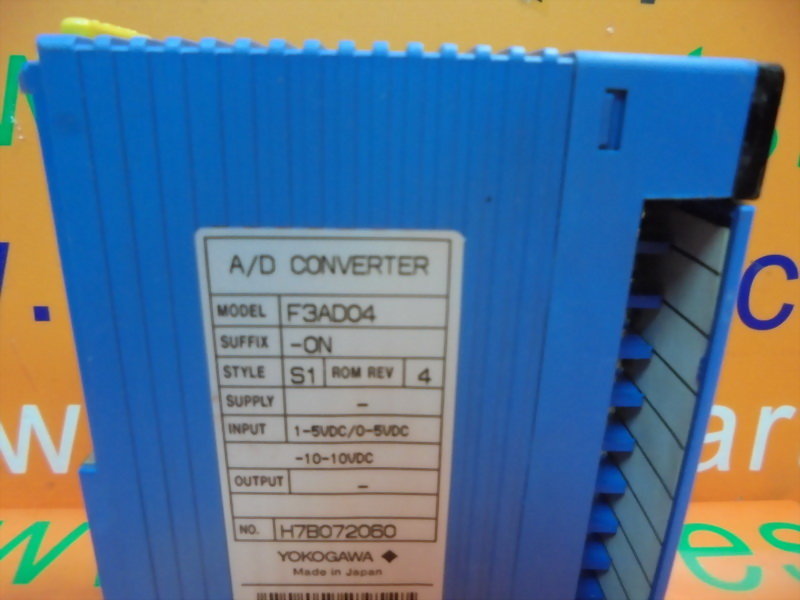 A/D CONVERTER
MODEL F3AD04
SUFFIX -0N
STYLE S1 ROM REV 4
SUPPLY -
INPUT 1-5VDC/0-5VDC
-10-10VDC
OUTPUT -
NO. H7B072060
YOKOGAWA ◆
Made in Japan